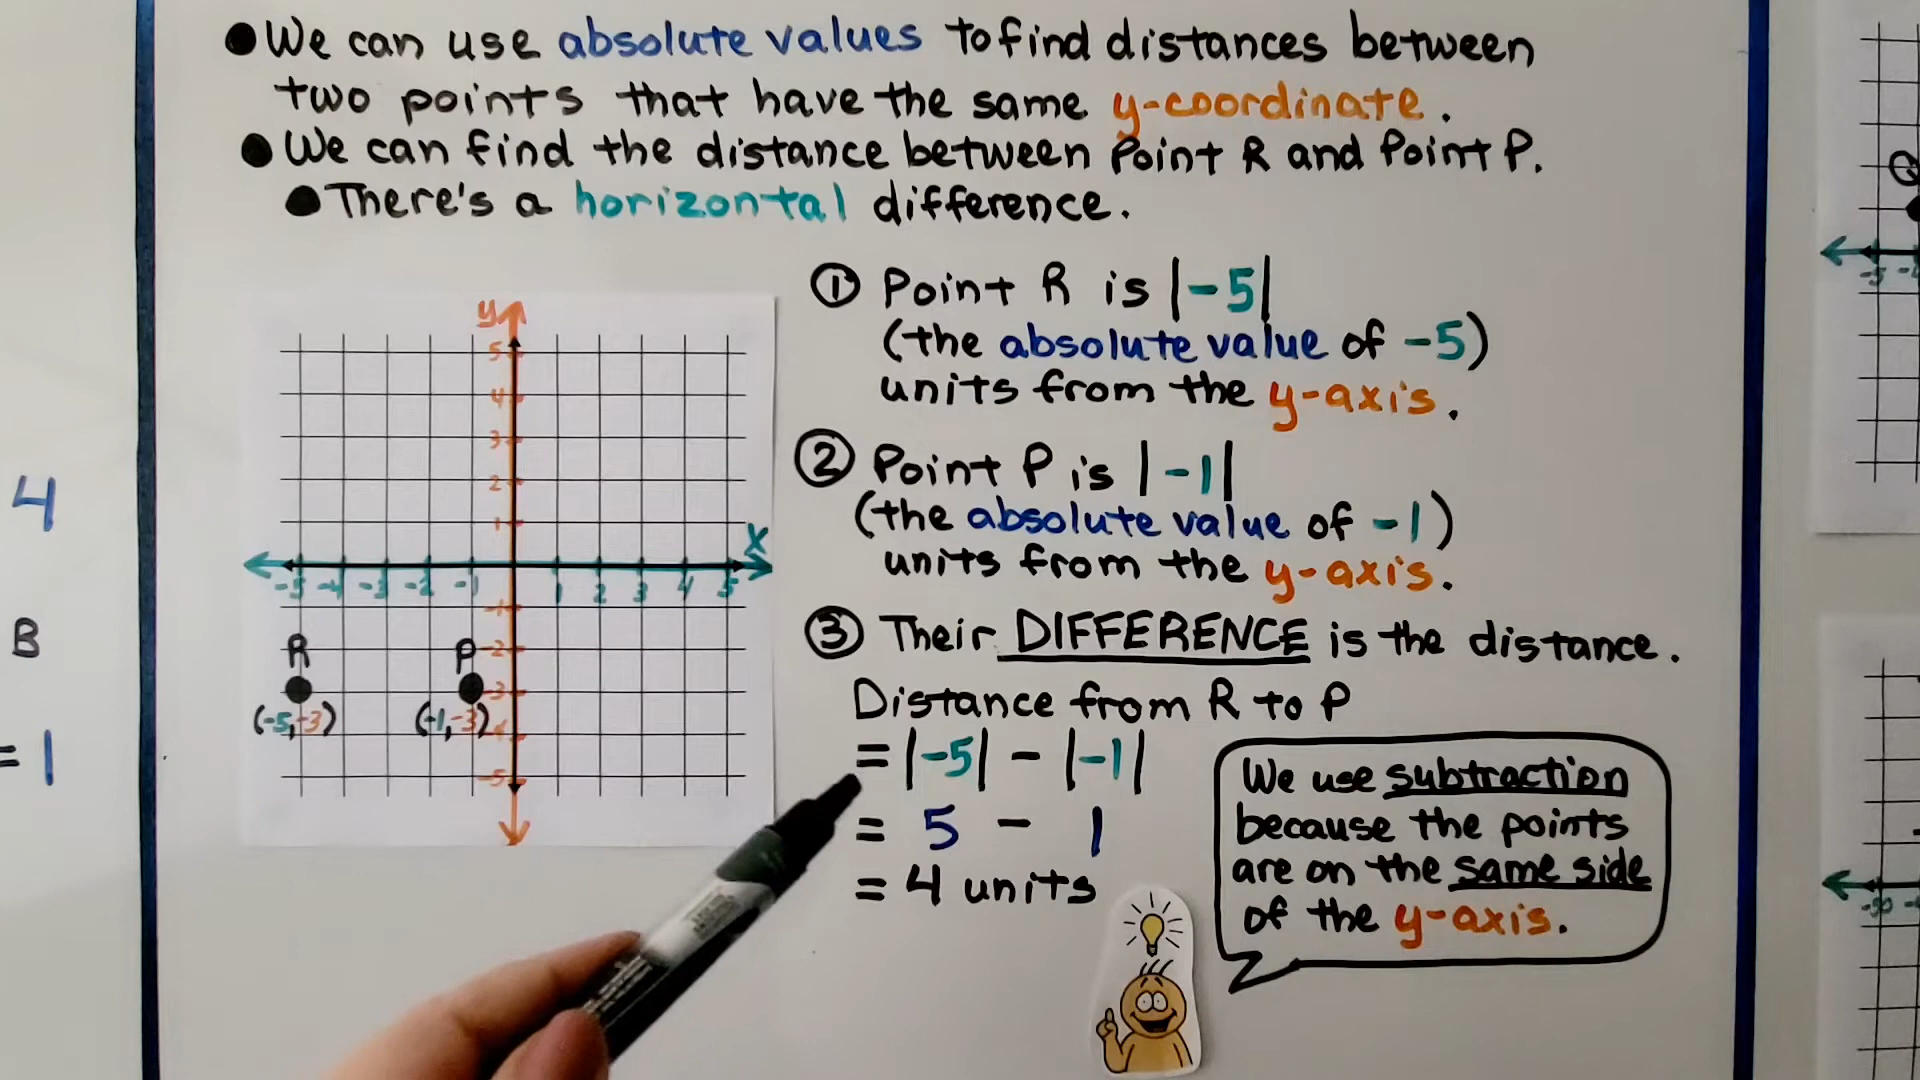 ●We can use absolute values to find distances between
two points that have the same y-coordinate.
●We can find the distance between Point R and Point P.
●There's a horizontal difference.
① Point R is |-5|
(the absolute value of -5)
units from the y-axis.
② Point P is |-1|
(the absolute value of -1)
units from the y-axis.
③ Their DIFFERENCE is the distance.
Distance from R to P
= |-5| - |-1|
= 5 - 1
= 4 units
We use subtraction
because the points
are on the same side
of the y-axis.
y
5
4
3
2
1
x
-5 -4 -3 -2 -1 1 2 3 4 5
-1
-2
-3
-4
-5
R
P
(-5,-3)
(-1,-3)
4
B
= 1
Q
-5